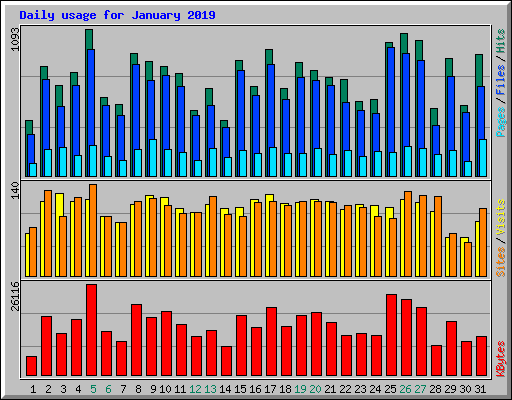 Daily usage for January 2019
1093
Pages / Files / Hits
140
Sites / Visits
26116
KBytes
1 2 3 4 5 6 7 8 9 10 11 12 13 14 15 16 17 18 19 20 21 22 23 24 25 26 27 28 29 30 31